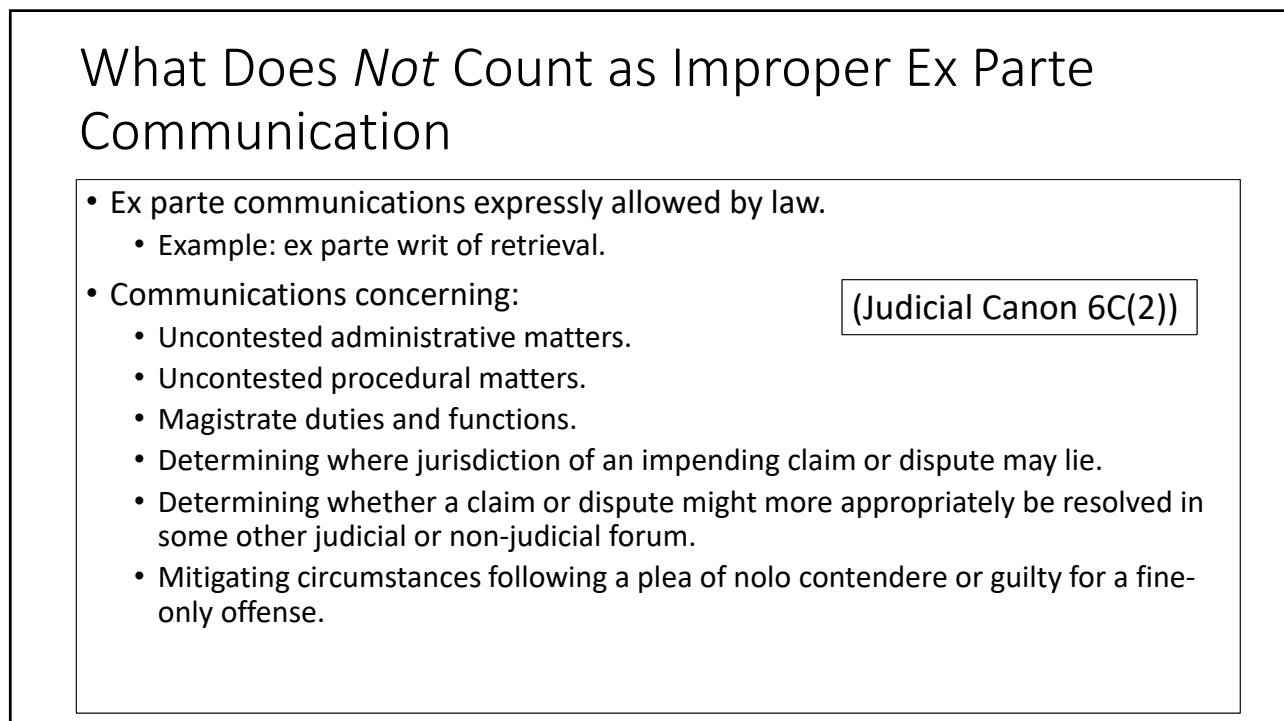 What Does Not Count as Improper Ex Parte
Communication
• Ex parte communications expressly allowed by law.
• Example: ex parte writ of retrieval.
• Communications concerning:
(Judicial Canon 6C(2))
• Uncontested administrative matters.
• Uncontested procedural matters.
• Magistrate duties and functions.
• Determining where jurisdiction of an impending claim or dispute may lie.
• Determining whether a claim or dispute might more appropriately be resolved in
some other judicial or non-judicial forum.
• Mitigating circumstances following a plea of nolo contendere or guilty for a fine-
only offense.